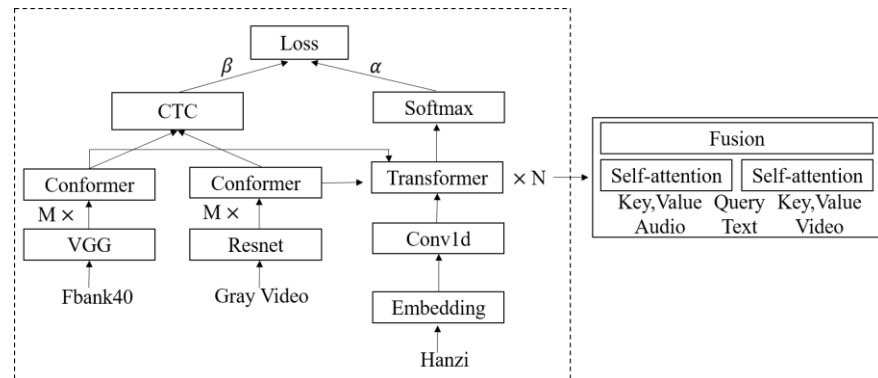 Loss
β
α
CTC
Softmax
Conformer
Conformer
Transformer
× N
M ×
M ×
VGG
Resnet
Conv1d
Fbank40
Gray Video
Embedding
Hanzi
Fusion
Self-attention
Self-attention
Key,Value Query Key,Value
Audio Text Video